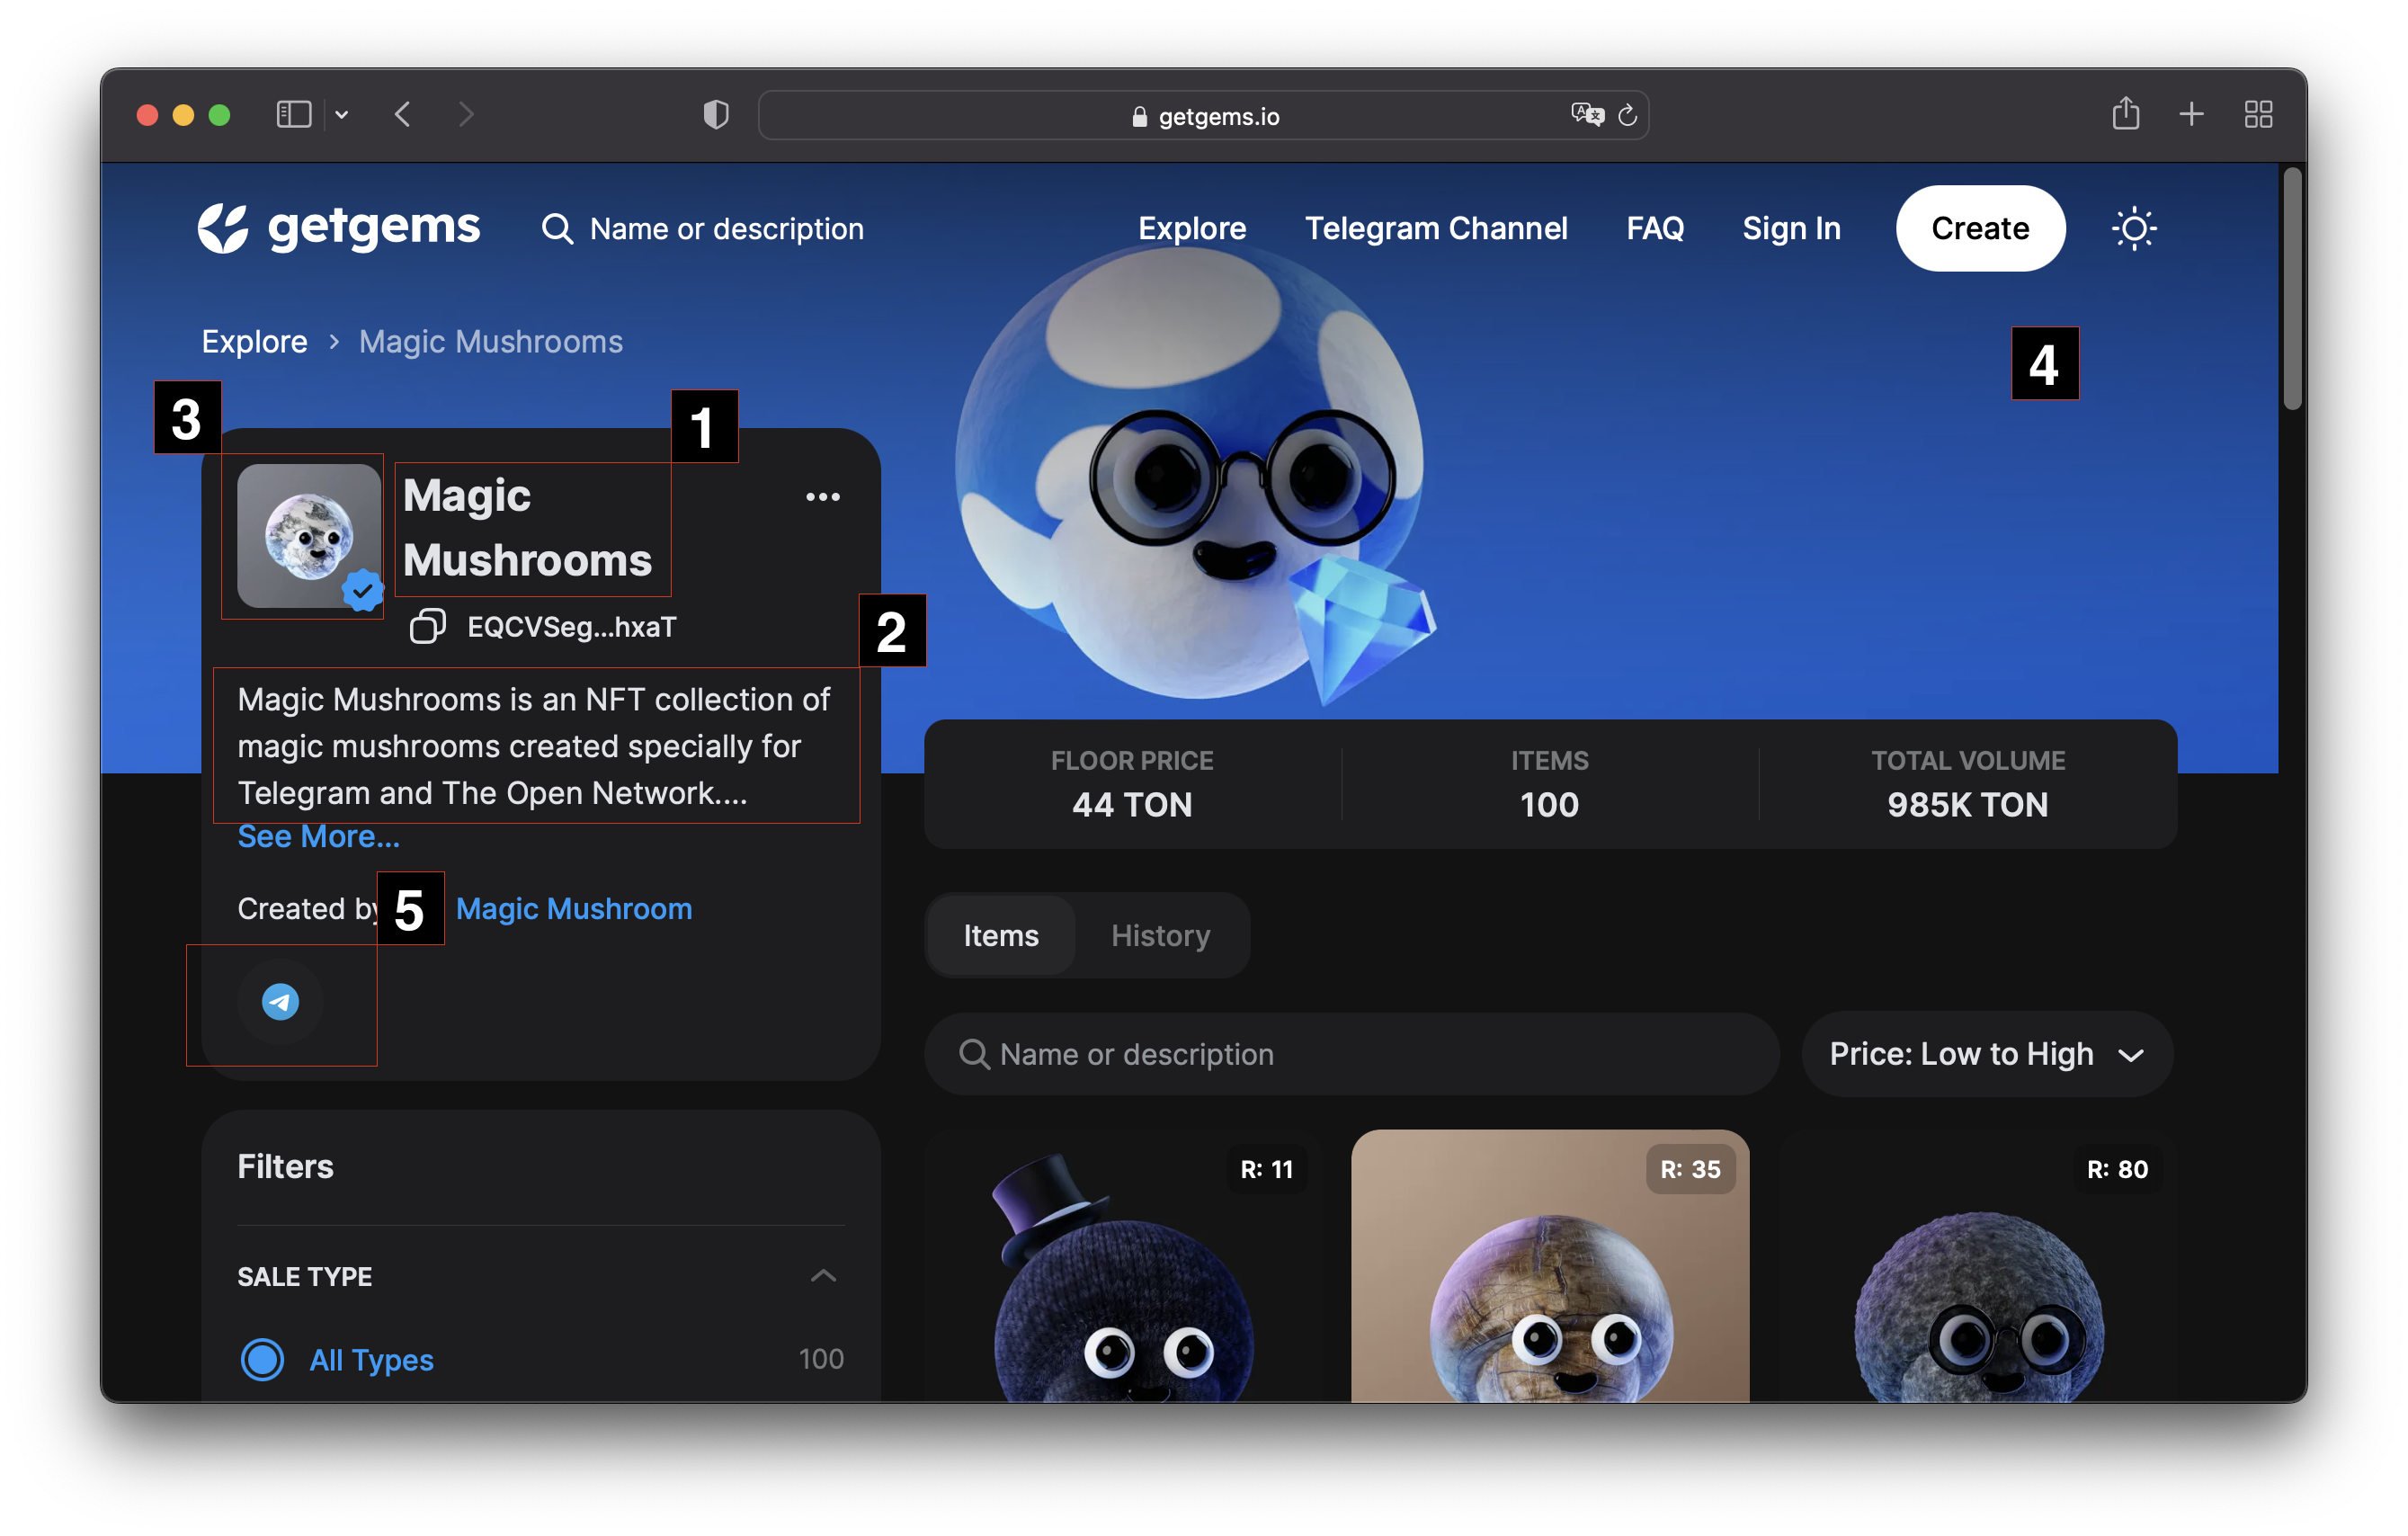 getgems.io
getgems
Name or description
Explore
Telegram Channel
FAQ
Sign In
Create
Explore › Magic Mushrooms
4
3
1
Magic
Mushrooms
EQCVSeg...hxaT
2
Magic Mushrooms is an NFT collection of
magic mushrooms created specially for
Telegram and The Open Network....
See More...
Created by
5
Magic Mushroom
FLOOR PRICE
44 TON
ITEMS
100
TOTAL VOLUME
985K TON
Items
History
Name or description
Price: Low to High
Filters
SALE TYPE
All Types
100
R: 11
R: 35
R: 80